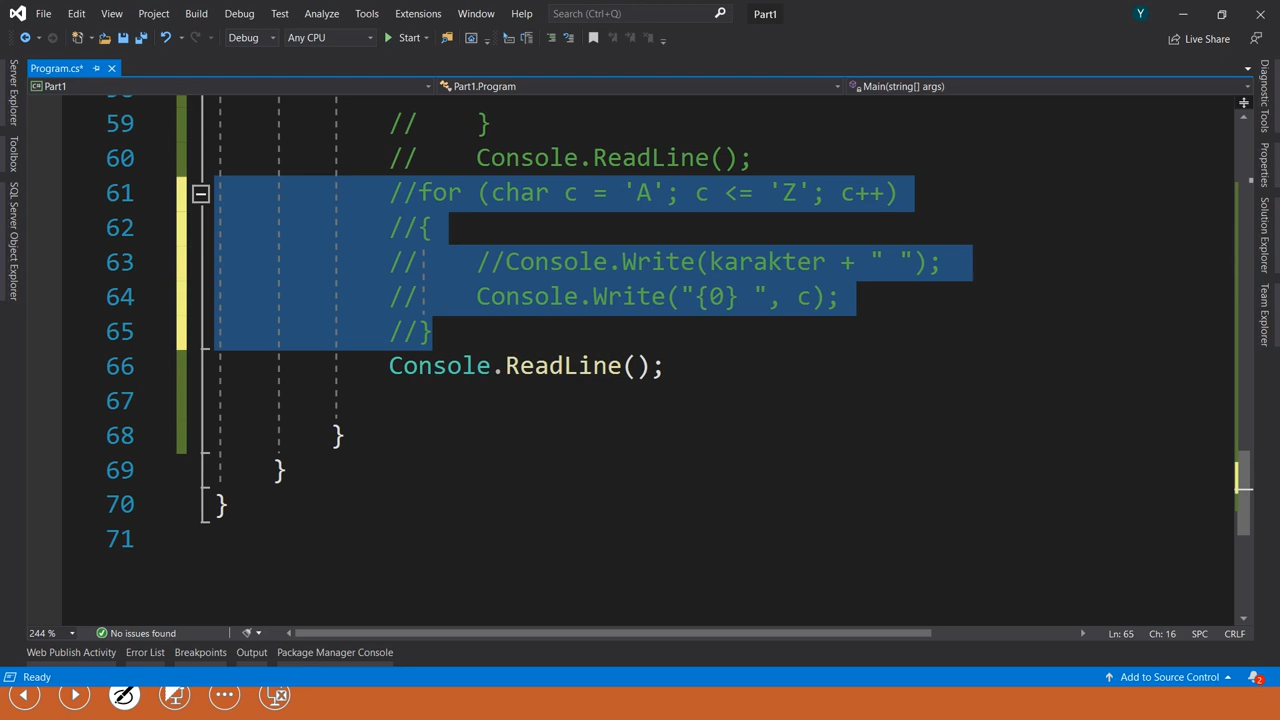 File Edit View Project Build Debug Test Analyze Tools Extensions Window Help Search (Ctrl+Q) Part1 Y
Debug Any CPU Start Live Share
Program.cs*
Part1 Part1.Program Main(string[] args)
Server Explorer
Toolbox
SQL Server Object Explorer
59 // }
60 // Console.ReadLine();
61 //for (char c = 'A'; c <= 'Z'; c++)
62 //{
63 // //Console.Write(karakter + " ");
64 // Console.Write("{0} ", c);
65 //}
66 Console.ReadLine();
67
68 }
69 }
70 }
71
Diagnostic Tools
Properties
Solution Explorer
Team Explorer
244 % No issues found Ln: 65 Ch: 16 SPC CRLF
Web Publish Activity Error List Breakpoints Output Package Manager Console
Ready Add to Source Control 2